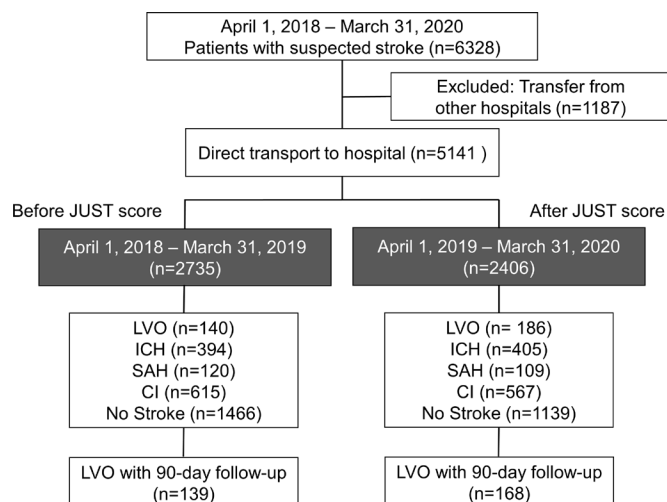 April 1, 2018 – March 31, 2020
Patients with suspected stroke (n=6328)
Excluded: Transfer from
other hospitals (n=1187)
Direct transport to hospital (n=5141 )
Before JUST score
After JUST score
April 1, 2018 – March 31, 2019
(n=2735)
April 1, 2019 – March 31, 2020
(n=2406)
LVO (n=140)
ICH (n=394)
SAH (n=120)
CI (n=615)
No Stroke (n=1466)
LVO (n= 186)
ICH (n=405)
SAH (n=109)
CI (n=567)
No Stroke (n=1139)
LVO with 90-day follow-up
(n=139)
LVO with 90-day follow-up
(n=168)